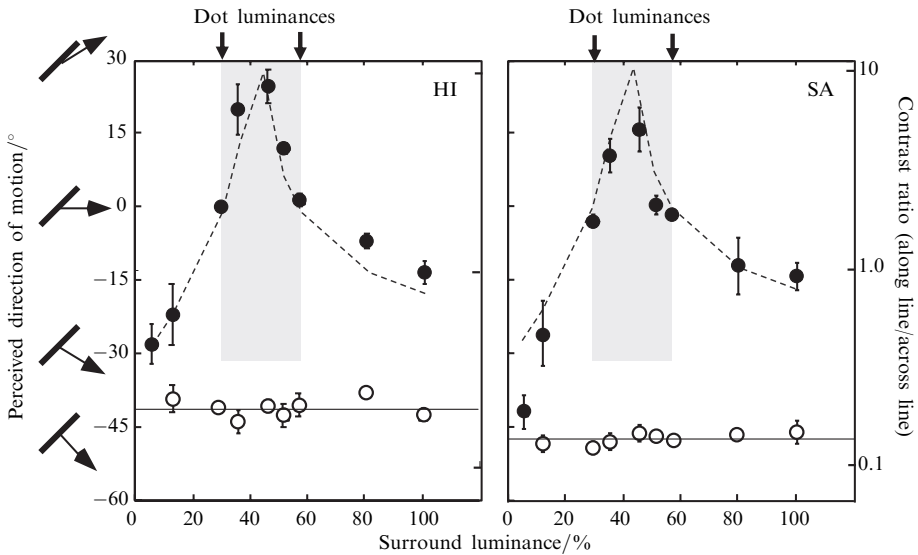 Dot luminances Dot luminances
HI SA
Perceived direction of motion/°
30
15
0
−15
−30
−45
−60
0 20 40 60 80 100
0 20 40 60 80 100
Surround luminance/%
10
1.0
0.1
Contrast ratio (along line/across line)